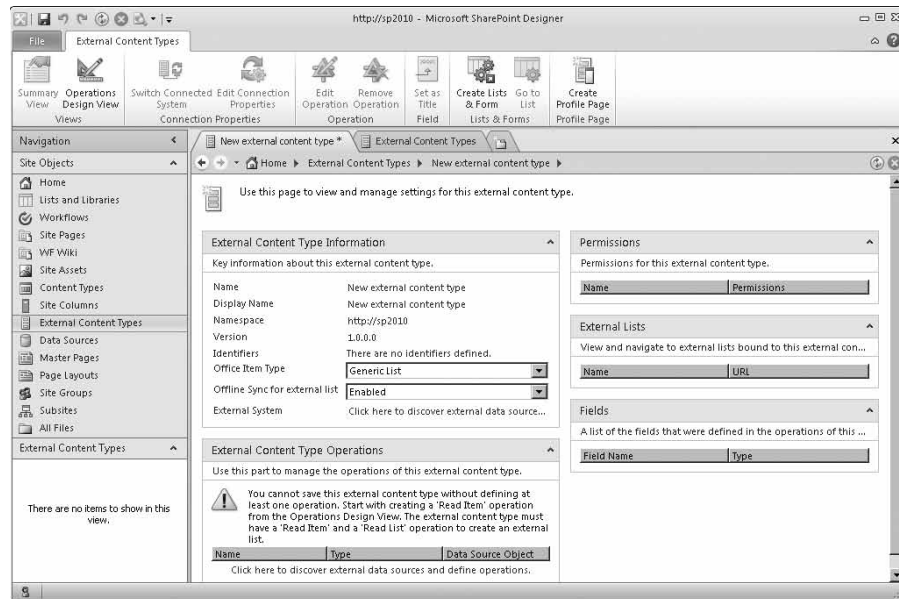 http://sp2010 - Microsoft SharePoint Designer
File
External Content Types
Summary View
Operations Design View
Switch Connected System
Edit Connection Properties
Edit Operation
Remove Operation
Set as Title
Create Lists & Form
Go to List
Create Profile Page
Views
Connection Properties
Operation
Field
Lists & Forms
Profile Page
Navigation
Site Objects
Home
Lists and Libraries
Workflows
Site Pages
WF Wiki
Site Assets
Content Types
Site Columns
External Content Types
Data Sources
Master Pages
Page Layouts
Site Groups
Subsites
All Files
External Content Types
There are no items to show in this view.
New external content type *
External Content Types
Home
External Content Types
New external content type
Use this page to view and manage settings for this external content type.
External Content Type Information
Key information about this external content type.
Name New external content type
Display Name New external content type
Namespace http://sp2010
Version 1.0.0.0
Identifiers There are no identifiers defined.
Office Item Type Generic List
Offline Sync for external list Enabled
External System Click here to discover external data source...
External Content Type Operations
Use this part to manage the operations of this external content type.
You cannot save this external content type without defining at
least one operation. Start with creating a 'Read Item' operation
from the Operations Design View. The external content type must
have a 'Read Item' and a 'Read List' operation to create an external
list.
Name Type Data Source Object
Click here to discover external data sources and define operations.
Permissions
Permissions for this external content type.
Name Permissions
External Lists
View and navigate to external lists bound to this external con...
Name URL
Fields
A list of the fields that were defined in the operations of this ...
Field Name Type